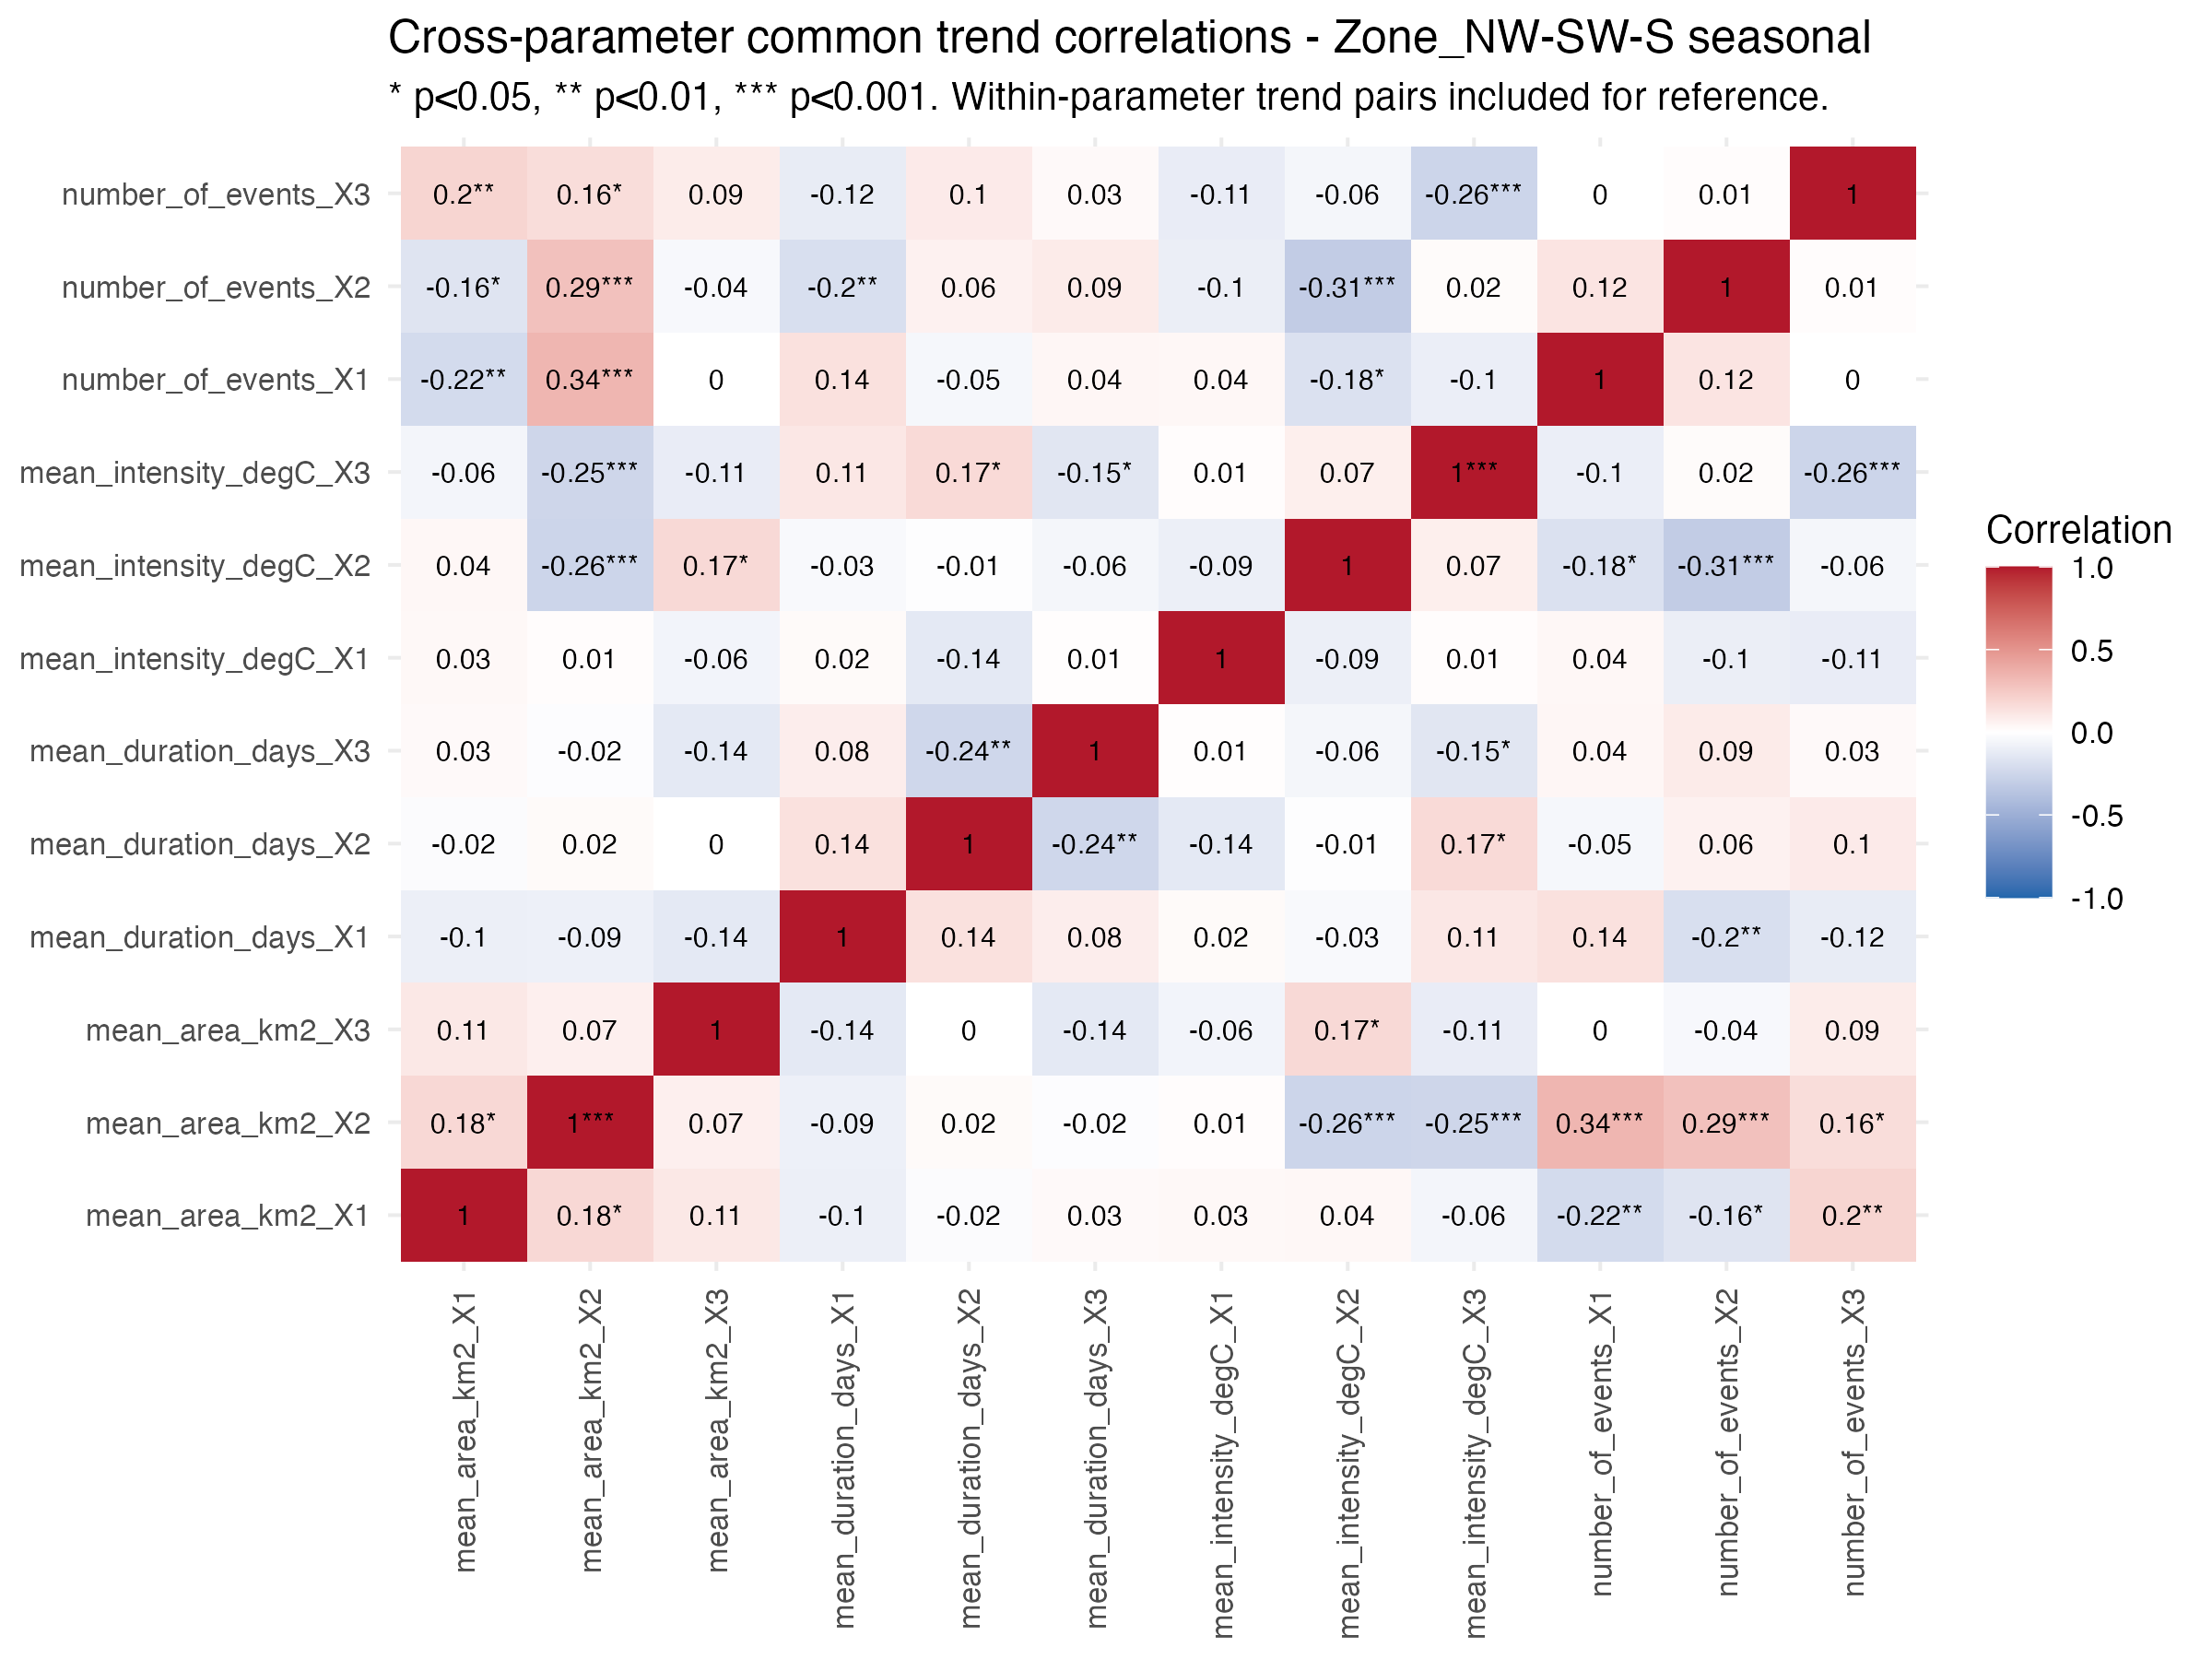 Cross-parameter common trend correlations - Zone_NW-SW-S seasonal
* p<0.05, ** p<0.01, *** p<0.001. Within-parameter trend pairs included for reference.
number_of_events_X3 0.2** 0.16* 0.09 -0.12 0.1 0.03 -0.11 -0.06 -0.26*** 0 0.01 1
number_of_events_X2 -0.16* 0.29*** -0.04 -0.2** 0.06 0.09 -0.1 -0.31*** 0.02 0.12 1 0.01
number_of_events_X1 -0.22** 0.34*** 0 0.14 -0.05 0.04 0.04 -0.18* -0.1 1 0.12 0
mean_intensity_degC_X3 -0.06 -0.25*** -0.11 0.11 0.17* -0.15* 0.01 0.07 1*** -0.1 0.02 -0.26***
mean_intensity_degC_X2 0.04 -0.26*** 0.17* -0.03 -0.01 -0.06 -0.09 1 0.07 -0.18* -0.31*** -0.06
mean_intensity_degC_X1 0.03 0.01 -0.06 0.02 -0.14 0.01 1 -0.09 0.01 0.04 -0.1 -0.11
mean_duration_days_X3 0.03 -0.02 -0.14 0.08 -0.24** 1 0.01 -0.06 -0.15* 0.04 0.09 0.03
mean_duration_days_X2 -0.02 0.02 0 0.14 1 -0.24** -0.14 -0.01 0.17* -0.05 0.06 0.1
mean_duration_days_X1 -0.1 -0.09 -0.14 1 0.14 0.08 0.02 -0.03 0.11 0.14 -0.2** -0.12
mean_area_km2_X3 0.11 0.07 1 -0.14 0 -0.14 -0.06 0.17* -0.11 0 -0.04 0.09
mean_area_km2_X2 0.18* 1*** 0.07 -0.09 0.02 -0.02 0.01 -0.26*** -0.25*** 0.34*** 0.29*** 0.16*
mean_area_km2_X1 1 0.18* 0.11 -0.1 -0.02 0.03 0.03 0.04 -0.06 -0.22** -0.16* 0.2**
mean_area_km2_X1
mean_area_km2_X2
mean_area_km2_X3
mean_duration_days_X1
mean_duration_days_X2
mean_duration_days_X3
mean_intensity_degC_X1
mean_intensity_degC_X2
mean_intensity_degC_X3
number_of_events_X1
number_of_events_X2
number_of_events_X3
Correlation
1.0
0.5
0.0
-0.5
-1.0